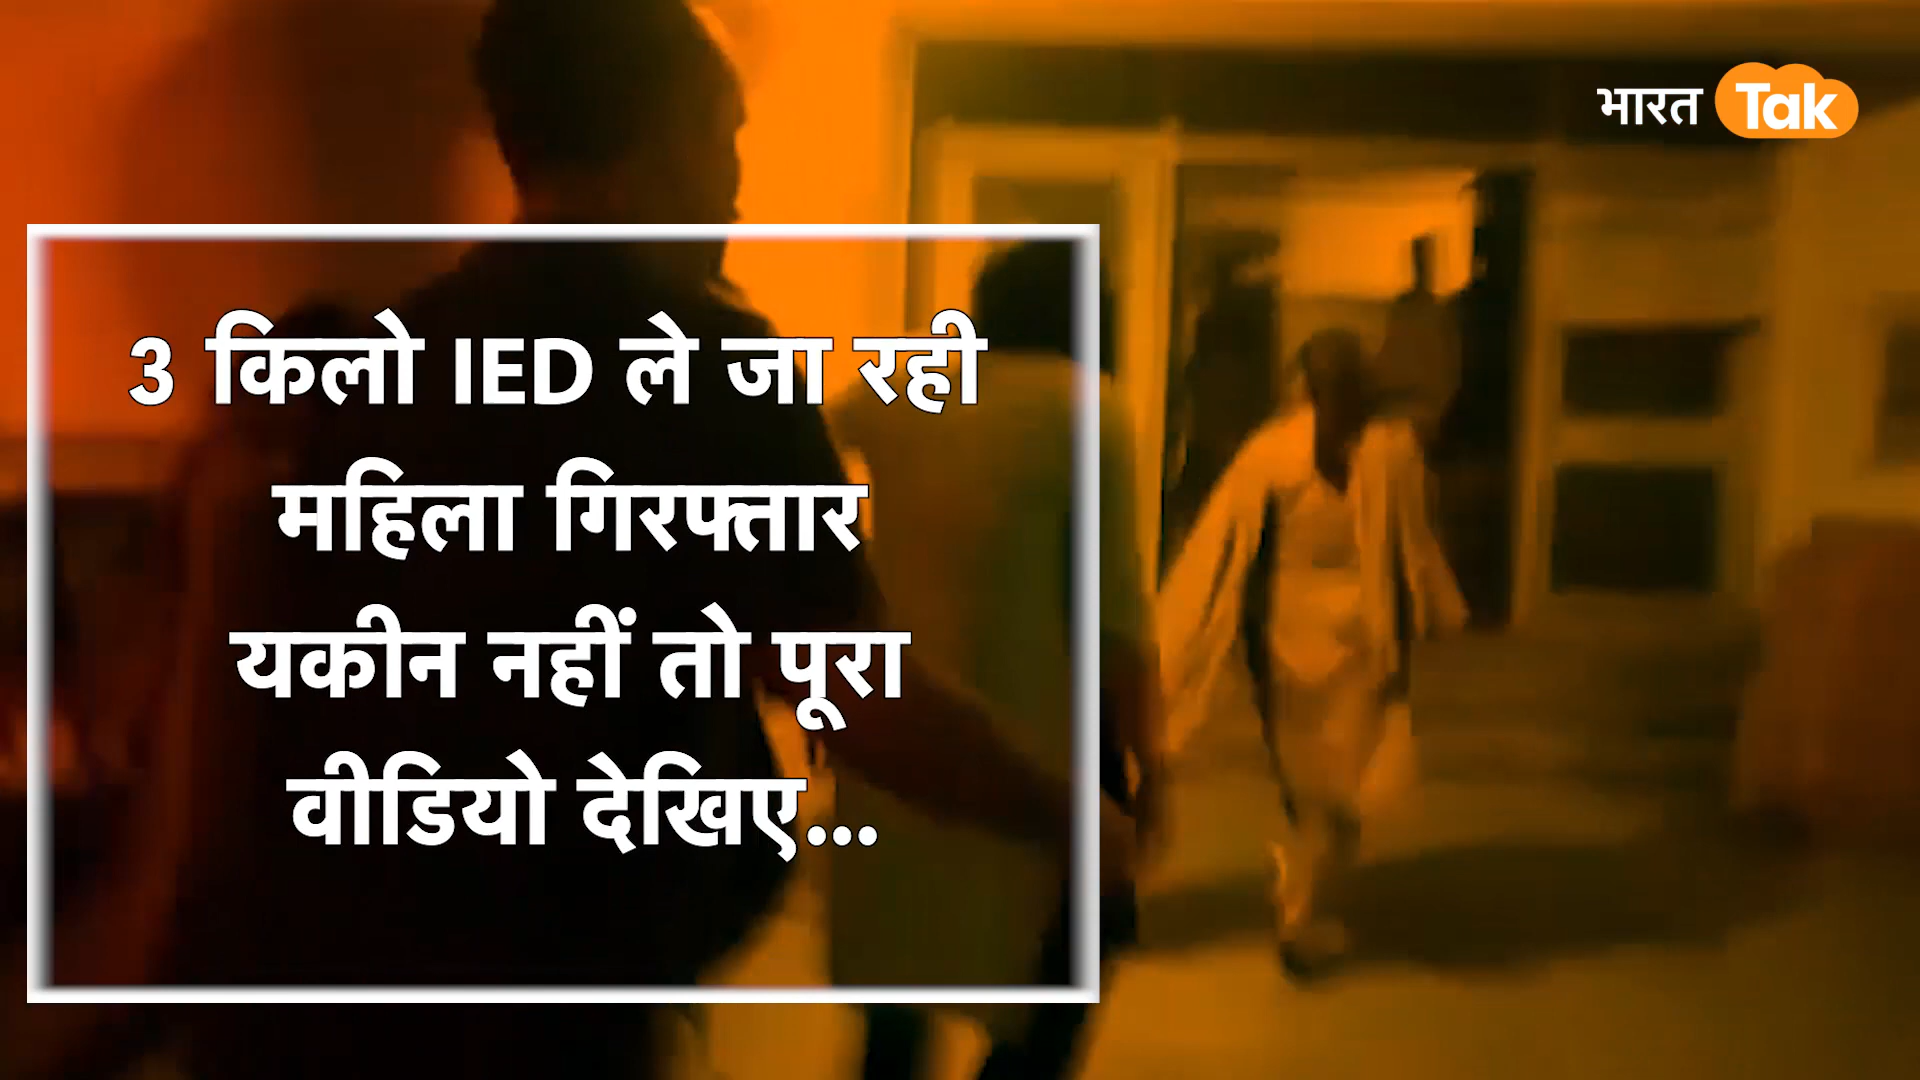 भारत Tak
3 किलो IED ले जा रही
महिला गिरफ्तार
यकीन नहीं तो पूरा
वीडियो देखिए...